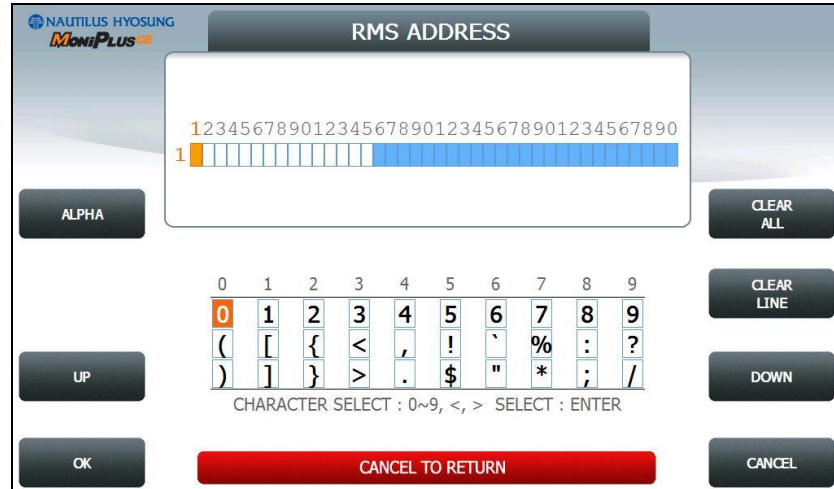 NAUTILUS HYOSUNG
MoniPlusCE
RMS ADDRESS
1234567890123456789012345678901234567890
1
ALPHA
CLEAR
ALL
0 1 2 3 4 5 6 7 8 9
0 1 2 3 4 5 6 7 8 9
( [ { < , ! ` % : ?
) ] } > . $ " * ; /
CLEAR
LINE
UP
DOWN
CHARACTER SELECT : 0~9, <, > SELECT : ENTER
OK
CANCEL TO RETURN
CANCEL